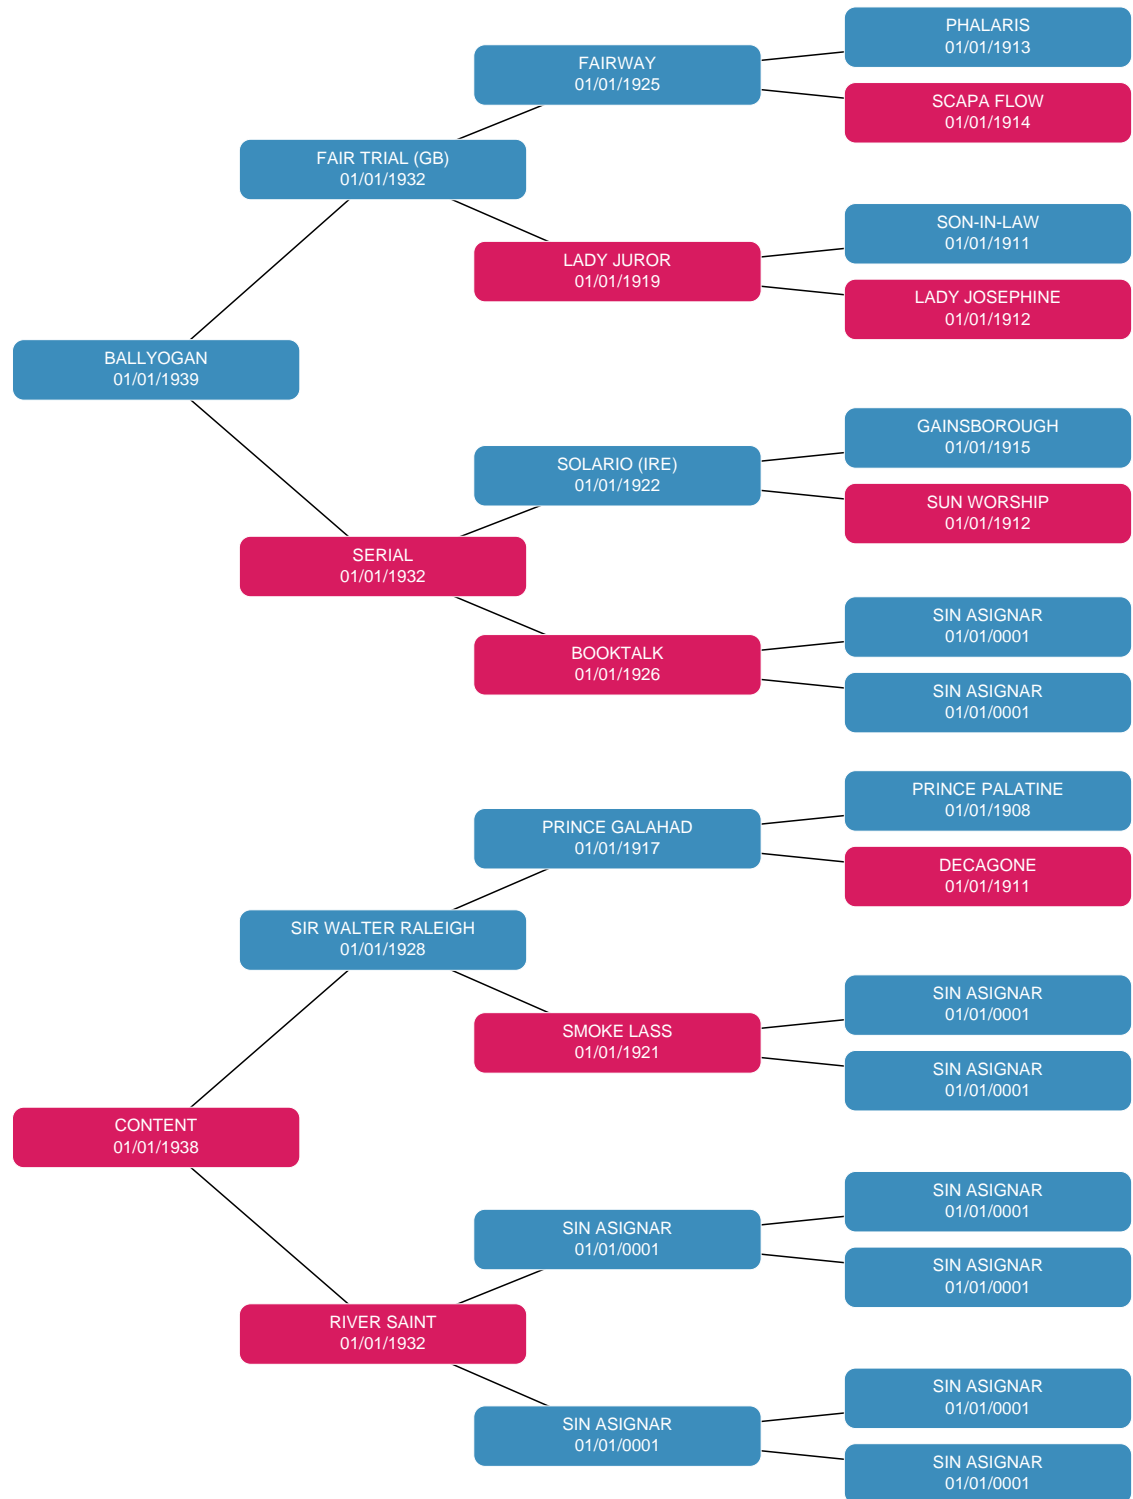 PHALARIS
01/01/1913
FAIRWAY
01/01/1925
SCAPA FLOW
01/01/1914
FAIR TRIAL (GB)
01/01/1932
SON-IN-LAW
01/01/1911
LADY JUROR
01/01/1919
LADY JOSEPHINE
01/01/1912
BALLYOGAN
01/01/1939
GAINSBOROUGH
01/01/1915
SOLARIO (IRE)
01/01/1922
SUN WORSHIP
01/01/1912
SERIAL
01/01/1932
SIN ASIGNAR
01/01/0001
BOOKTALK
01/01/1926
SIN ASIGNAR
01/01/0001
PRINCE PALATINE
01/01/1908
PRINCE GALAHAD
01/01/1917
DECAGONE
01/01/1911
SIR WALTER RALEIGH
01/01/1928
SIN ASIGNAR
01/01/0001
SMOKE LASS
01/01/1921
SIN ASIGNAR
01/01/0001
CONTENT
01/01/1938
SIN ASIGNAR
01/01/0001
SIN ASIGNAR
01/01/0001
SIN ASIGNAR
01/01/0001
RIVER SAINT
01/01/1932
SIN ASIGNAR
01/01/0001
SIN ASIGNAR
01/01/0001
SIN ASIGNAR
01/01/0001